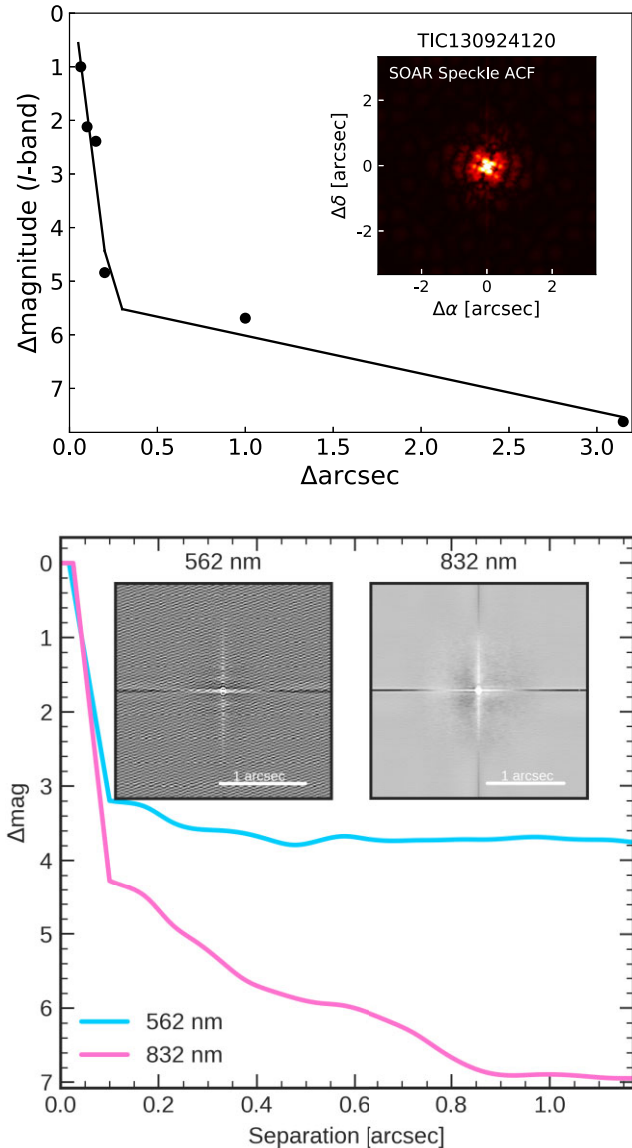 0
1
2
3
4
5
6
7
Δmagnitude (I-band)
TIC130924120
SOAR Speckle ACF
2
0
-2
Δδ [arcsec]
-2 0 2
Δα [arcsec]
0.0 0.5 1.0 1.5 2.0 2.5 3.0
Δarcsec
562 nm 832 nm
0
1
2
3
4
5
6
7
Δmag
1 arcsec 1 arcsec
562 nm
832 nm
0.0 0.2 0.4 0.6 0.8 1.0
Separation [arcsec]